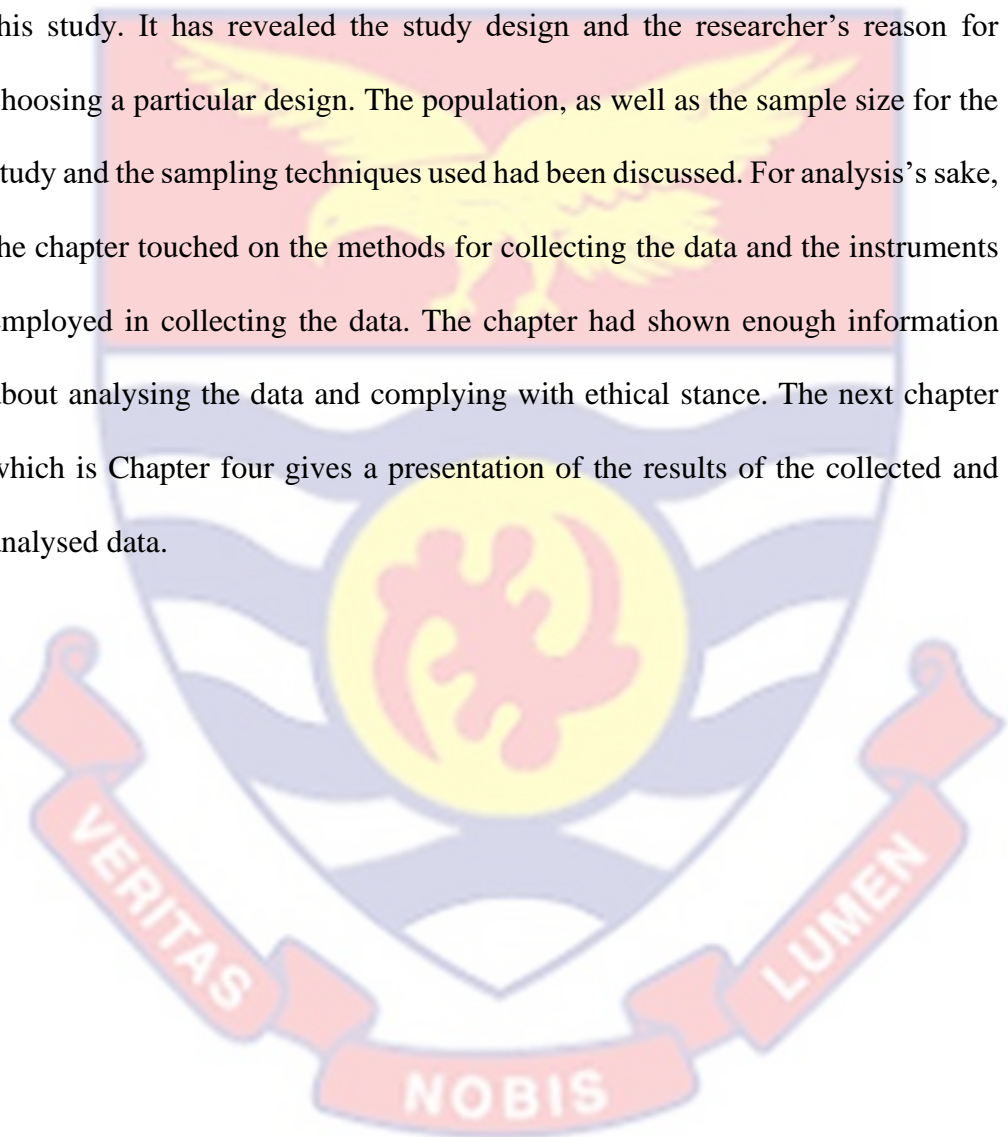 this study. It has revealed the study design and the researcher’s reason for
choosing a particular design. The population, as well as the sample size for the
study and the sampling techniques used had been discussed. For analysis’s sake,
the chapter touched on the methods for collecting the data and the instruments
employed in collecting the data. The chapter had shown enough information
about analysing the data and complying with ethical stance. The next chapter
which is Chapter four gives a presentation of the results of the collected and
analysed data.
VERITAS
NOBIS
LUMEN